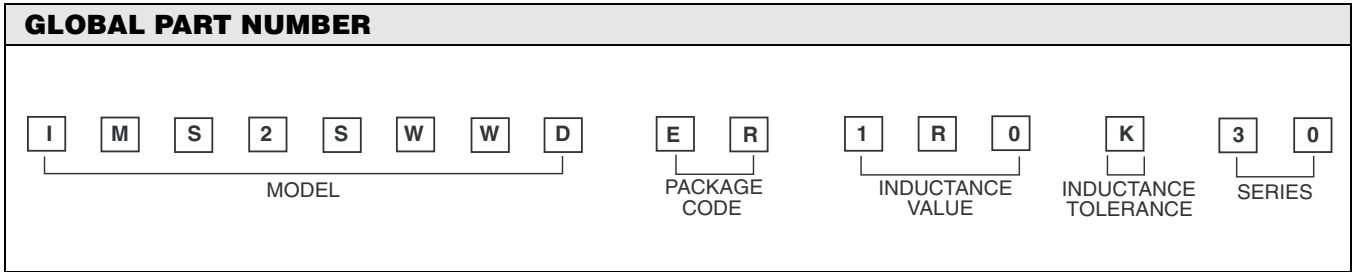 GLOBAL PART NUMBER
I M S 2 S W W D E R 1 R 0 K 3 0
MODEL
PACKAGE CODE
INDUCTANCE VALUE
INDUCTANCE TOLERANCE
SERIES